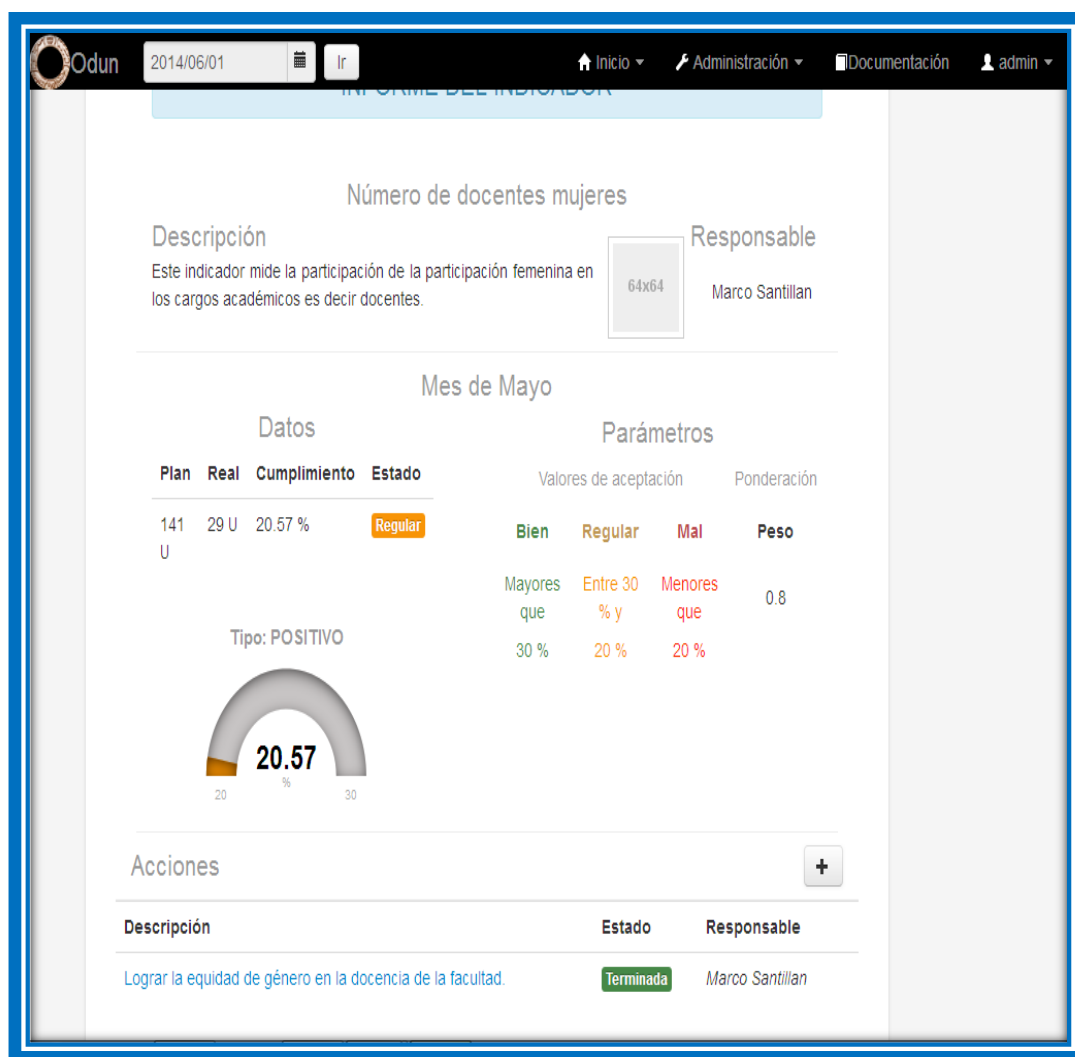 Odun 2014/06/01 Ir Inicio Administración Documentación admin
INFORME DEL INDICADOR
Número de docentes mujeres
Descripción
Este indicador mide la participación de la participación femenina en
los cargos académicos es decir docentes.
64x64
Responsable
Marco Santillan
Mes de Mayo
Datos
Plan Real Cumplimiento Estado
141 29 U 20.57 % Regular
U
Tipo: POSITIVO
20.57
%
20 30
Parámetros
Valores de aceptación Ponderación
Bien Regular Mal Peso
Mayores Entre 30 Menores
que % y que 0.8
30 % 20 % 20 %
Acciones +
Descripción Estado Responsable
Lograr la equidad de género en la docencia de la facultad. Terminada Marco Santillan